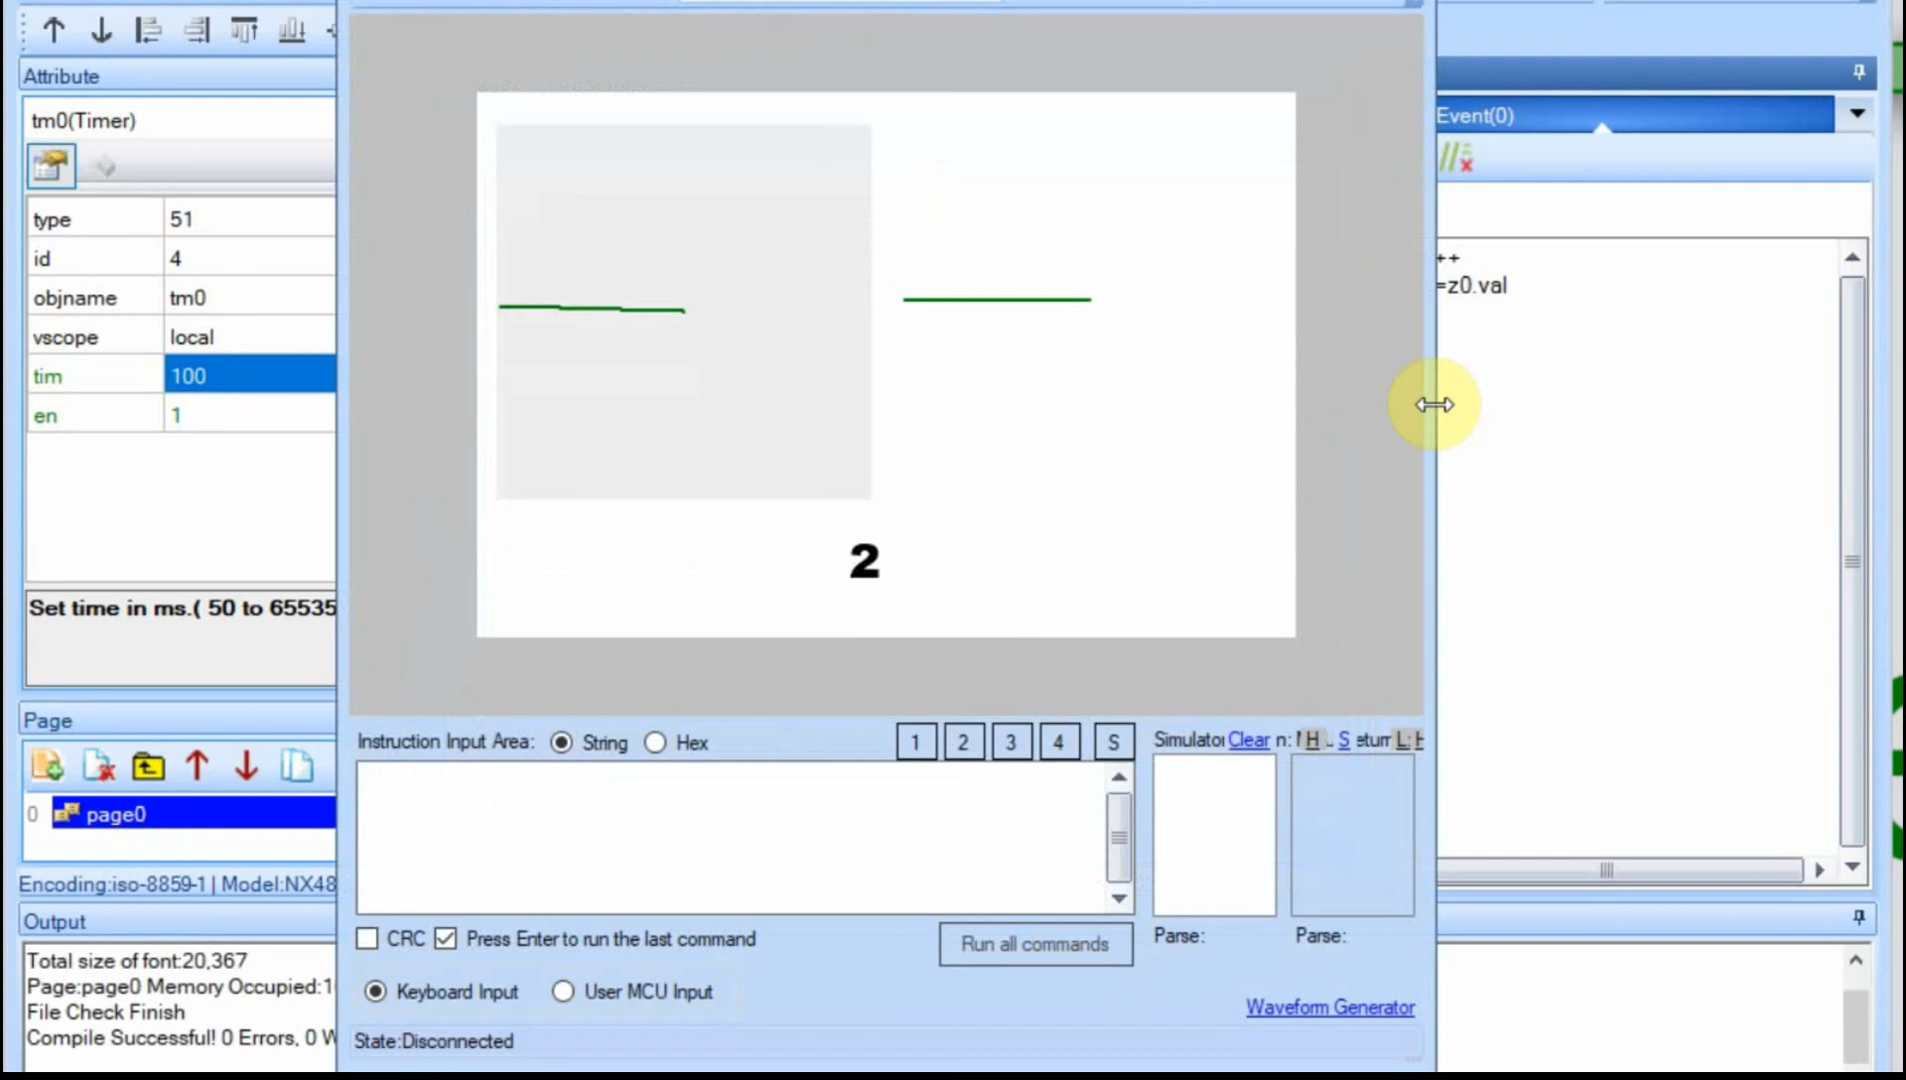 Attribute
tm0(Timer)
type 51
id 4
objname tm0
vscope local
tim 100
en 1
Set time in ms.( 50 to 65535
Page
0 page0
Encoding:iso-8859-1 | Model:NX48
Output
Total size of font:20,367
Page:page0 Memory Occupied:1
File Check Finish
Compile Successful! 0 Errors, 0 W
2
Instruction Input Area: String Hex
1 2 3 4 S
Simulator Clear n: H S eturn L: H
CRC Press Enter to run the last command
Run all commands
Parse: Parse:
Keyboard Input User MCU Input
Waveform Generator
State:Disconnected
Event(0)
++
=z0.val